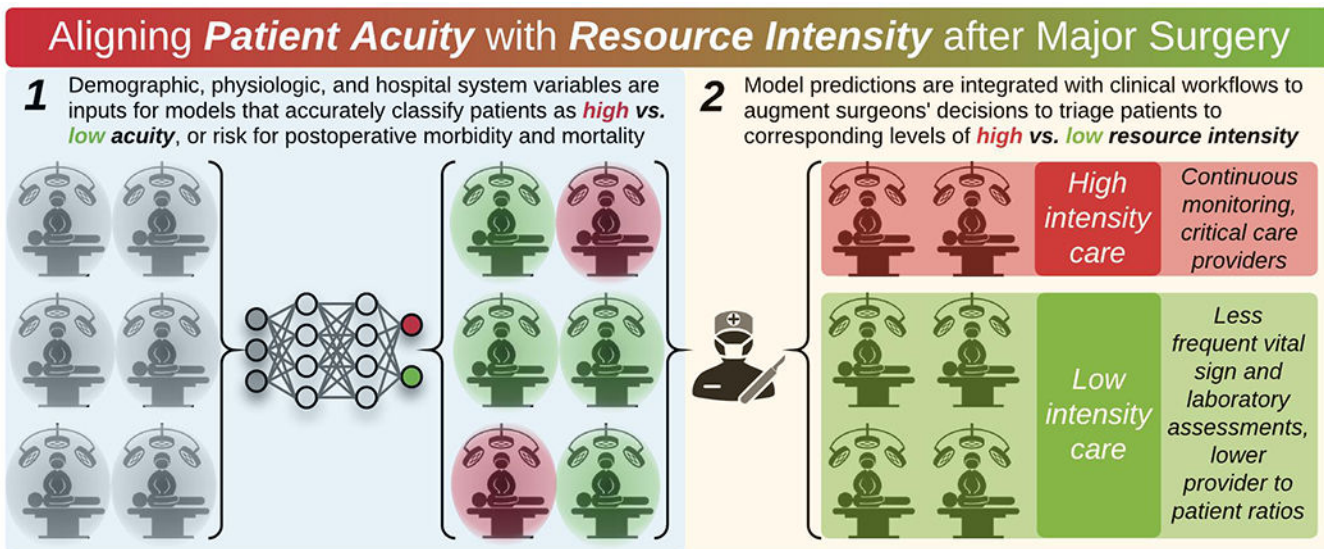 Aligning Patient Acuity with Resource Intensity after Major Surgery
1
Demographic, physiologic, and hospital system variables are
inputs for models that accurately classify patients as high vs.
low acuity, or risk for postoperative morbidity and mortality
2
Model predictions are integrated with clinical workflows to
augment surgeons' decisions to triage patients to
corresponding levels of high vs. low resource intensity
High
intensity
care
Continuous
monitoring,
critical care
providers
Low
intensity
care
Less
frequent vital
sign and
laboratory
assessments,
lower
provider to
patient ratios